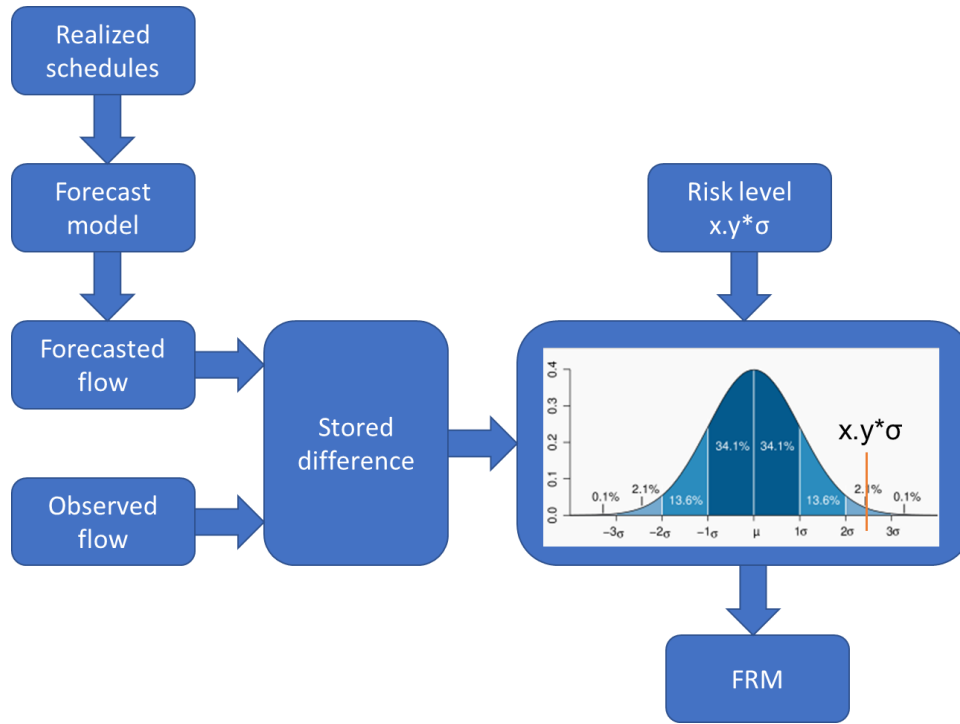 Realized
schedules
Forecast
model
Risk level
x.y*σ
Forecasted
flow
Observed
flow
Stored
difference
0.4
0.3
0.2
0.1
0.0
x.y*σ
34.1% 34.1%
0.1% 2.1% 13.6% 13.6% 2.1% 0.1%
−3σ −2σ −1σ μ 1σ 2σ 3σ
FRM